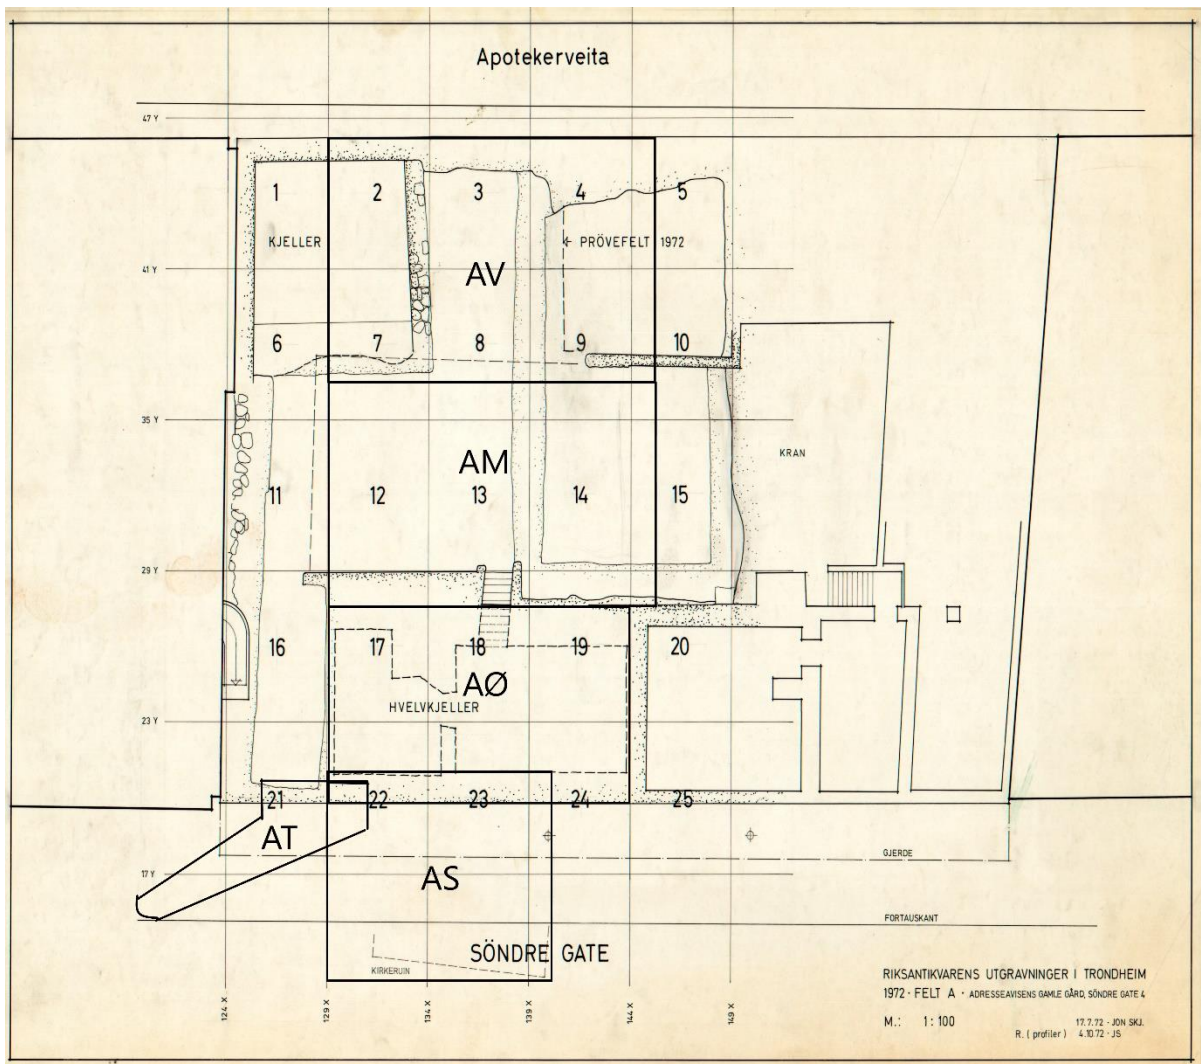 Apotekerveita
47 Y
1 2 3 4 5
KJELLER
← PRÖVEFELT 1972
41 Y
AV
6 7 8 9 10
35 Y
KRAN
AM
11 12 13 14 15
29 Y
16 17 18 19 20
AØ
HVELVKJELLER
23 Y
21 22 23 24 25
AT
GJERDE
17 Y
AS
FORTAUSKANT
SÖNDRE GATE
KIRKERUIN
RIKSANTIKVARENS UTGRAVNINGER I TRONDHEIM
1972 · FELT A · ADRESSEAVISENS GAMLE GÅRD, SÖNDRE GATE 4
124 X 129 X 134 X 139 X 144 X 149 X
M.: 1:100
17.7.72 - JON SKJ.
R. ( profiler ) 4.10.72 - JS